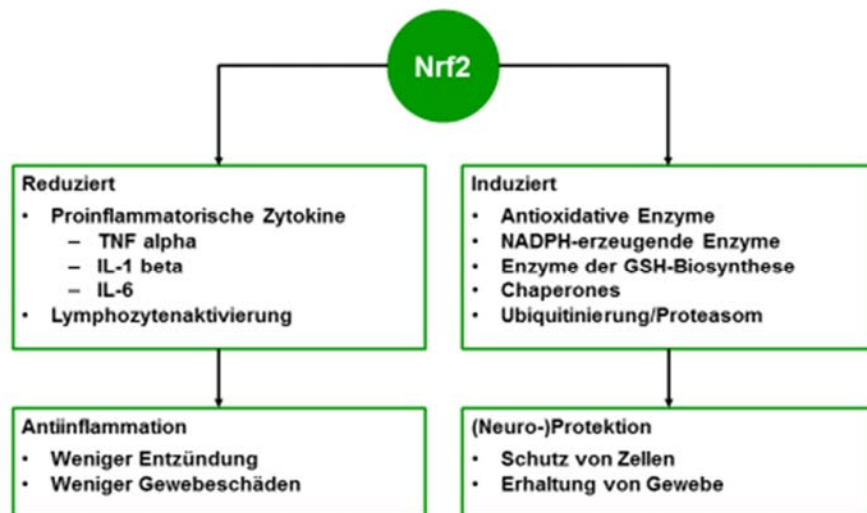 Nrf2
Reduziert
• Proinflammatorische Zytokine
– TNF alpha
– IL-1 beta
– IL-6
• Lymphozytenaktivierung
Induziert
• Antioxidative Enzyme
• NADPH-erzeugende Enzyme
• Enzyme der GSH-Biosynthese
• Chaperones
• Ubiquitinierung/Proteasom
Antiinflammation
• Weniger Entzündung
• Weniger Gewebeschäden
(Neuro-)Protektion
• Schutz von Zellen
• Erhaltung von Gewebe